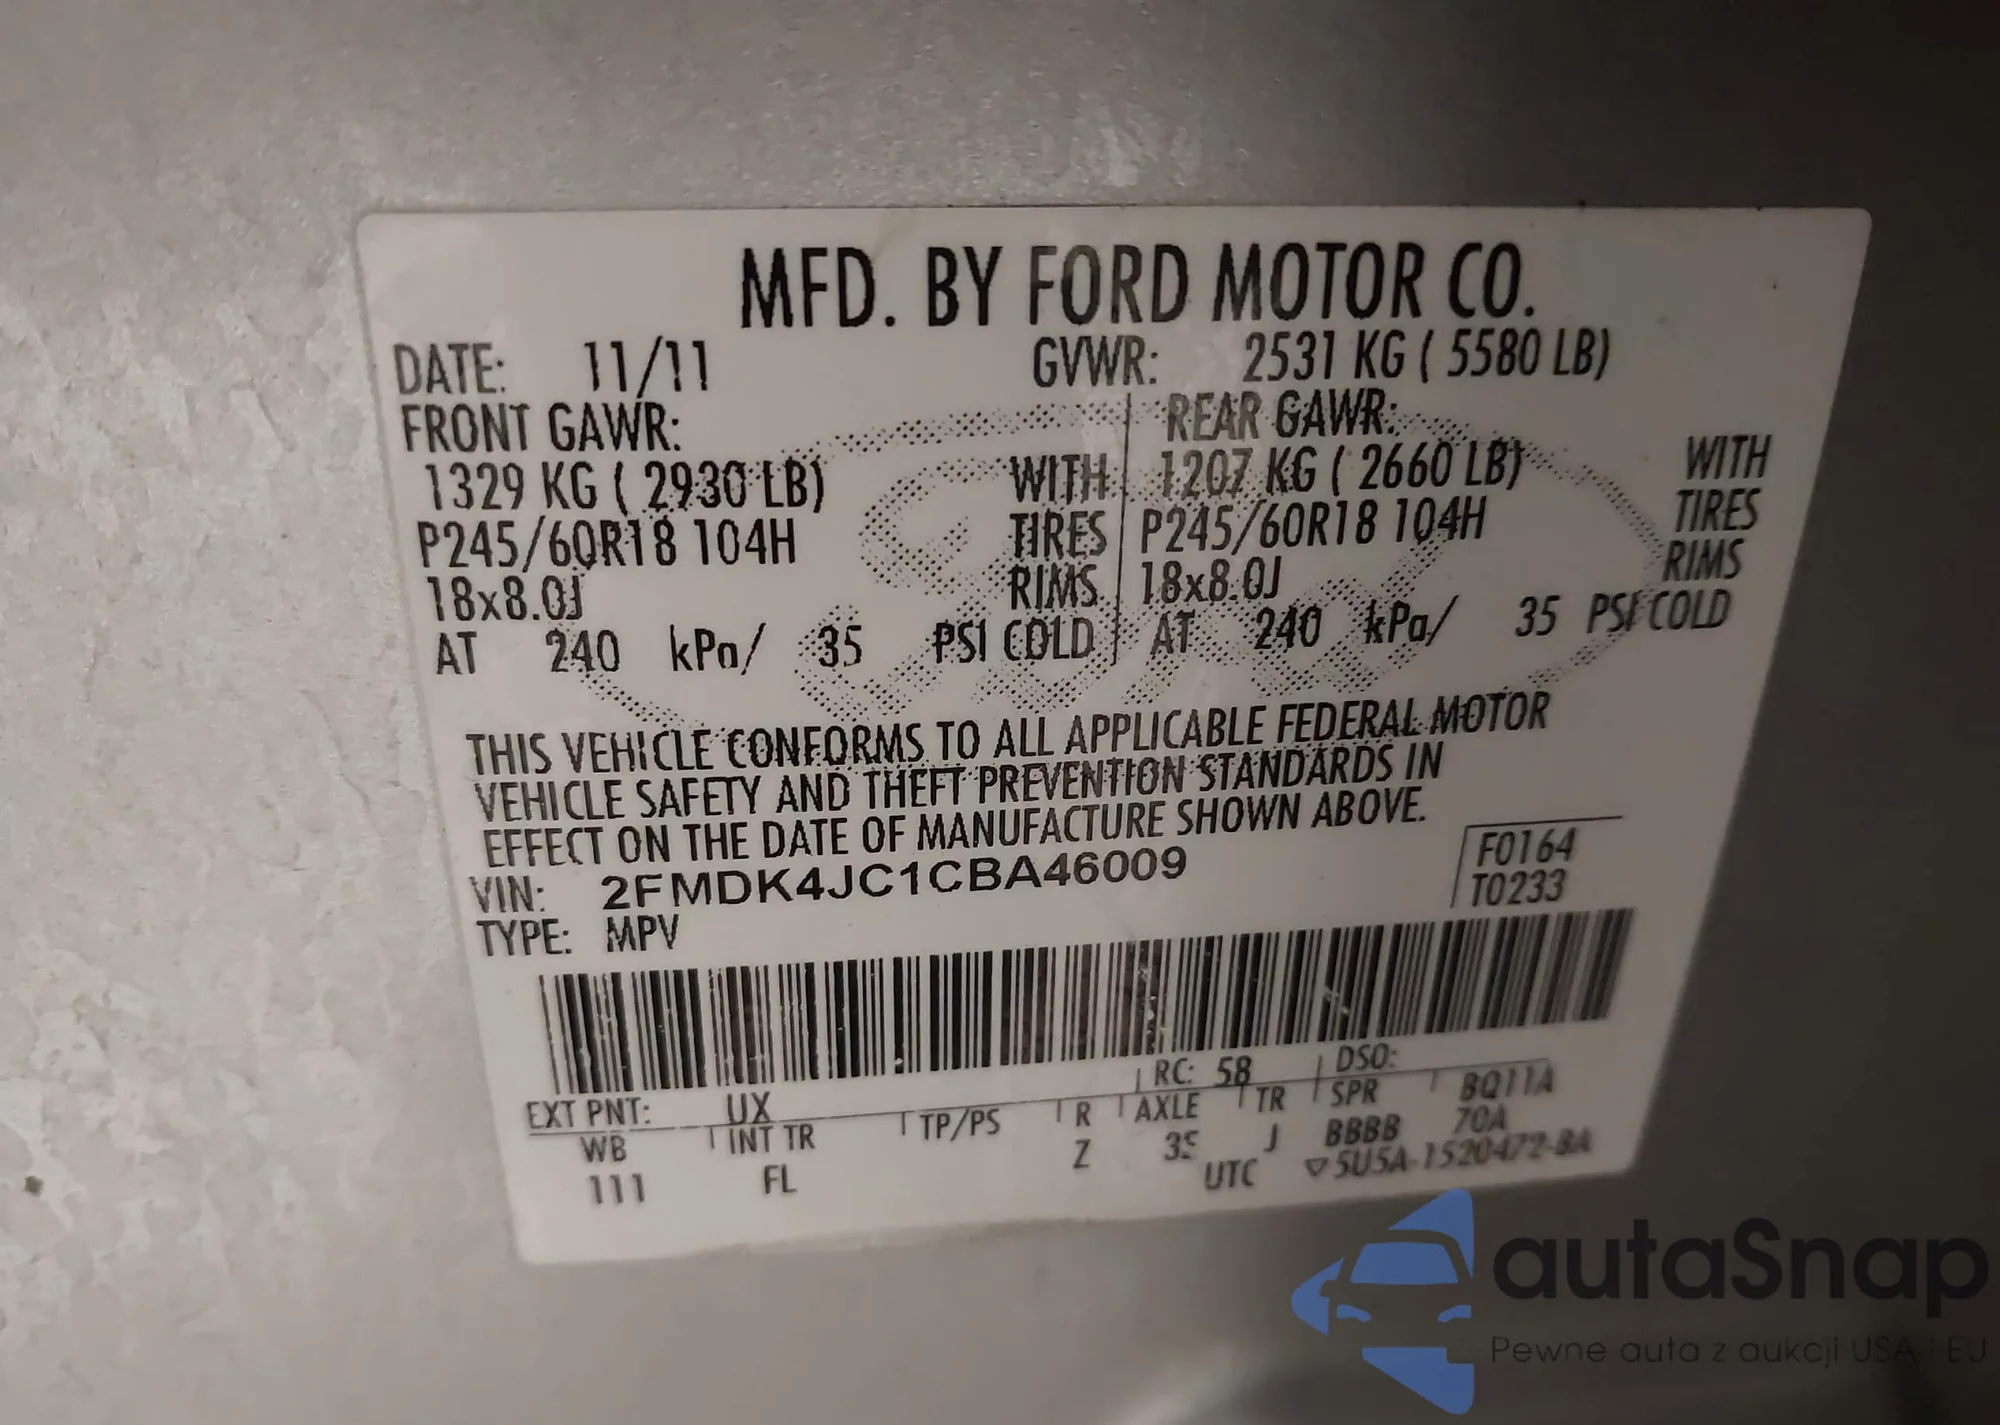 MFD. BY FORD MOTOR CO.
DATE: 11/11 GVWR: 2531 KG ( 5580 LB)
FRONT GAWR: REAR GAWR:
1329 KG ( 2930 LB) WITH 1207 KG ( 2660 LB) WITH
P245/60R18 104H TIRES P245/60R18 104H TIRES
18x8.0J RIMS 18x8.0J RIMS
AT 240 kPa/ 35 PSI COLD AT 240 kPa/ 35 PSI COLD
THIS VEHICLE CONFORMS TO ALL APPLICABLE FEDERAL MOTOR
VEHICLE SAFETY AND THEFT PREVENTION STANDARDS IN
EFFECT ON THE DATE OF MANUFACTURE SHOWN ABOVE.
F0164
VIN: 2FMDK4JC1CBA46009
T0233
TYPE: MPV
EXT PNT: UX RC: 58 DSO:
WB INT TR TP/PS R AXLE TR SPR BQ11A
111 FL Z 35 J BBBB 70A
UTC ▽5U5A-1520472-BA
autaSnap
Pewne auta z aukcji USA i EU